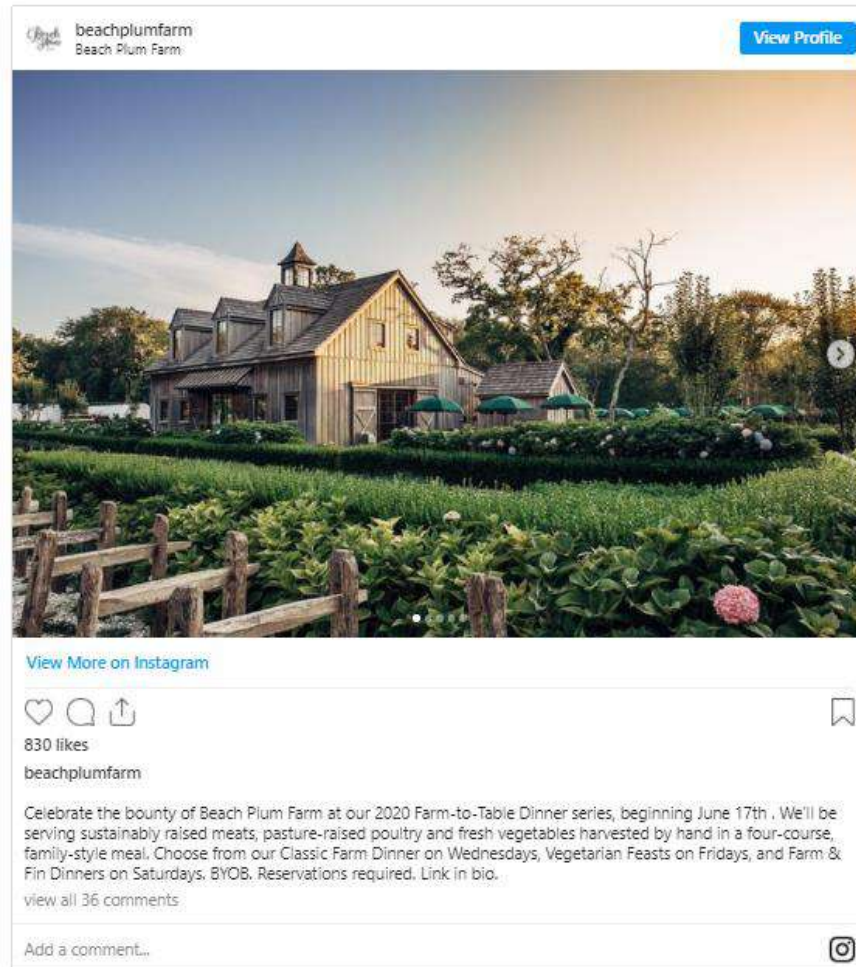 beachplumfarm
Beach Plum Farm
View Profile
View More on Instagram
830 likes
beachplumfarm
Celebrate the bounty of Beach Plum Farm at our 2020 Farm-to-Table Dinner series, beginning June 17th . We'll be
serving sustainably raised meats, pasture-raised poultry and fresh vegetables harvested by hand in a four-course,
family-style meal. Choose from our Classic Farm Dinner on Wednesdays, Vegetarian Feasts on Fridays, and Farm &
Fin Dinners on Saturdays. BYOB. Reservations required. Link in bio.
view all 36 comments
Add a comment...